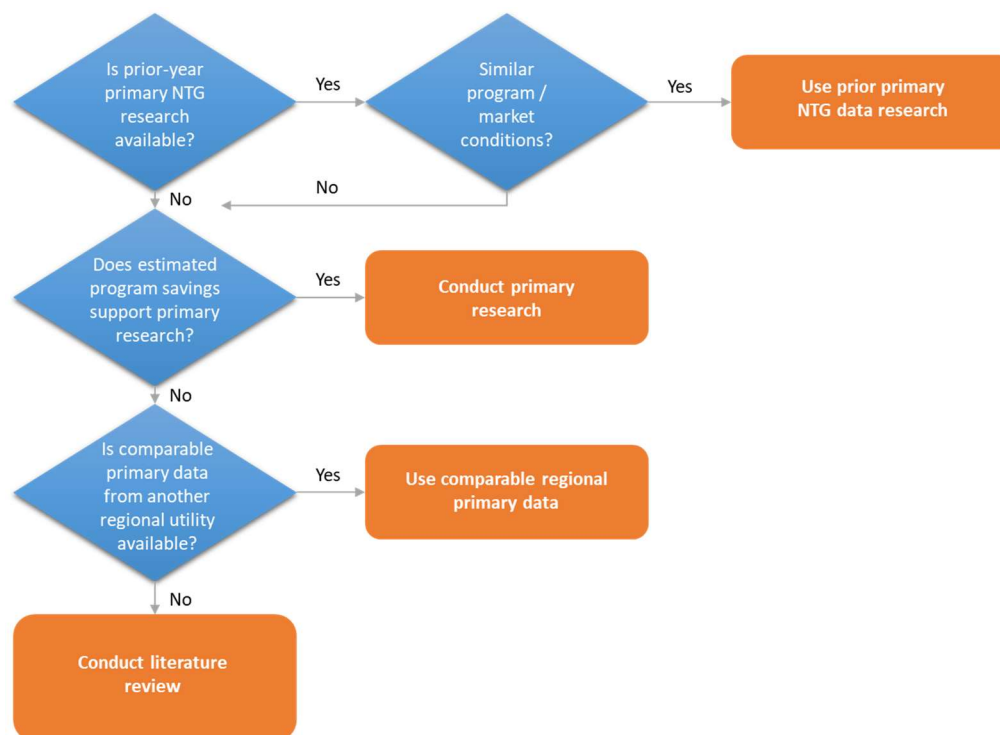 Is prior-year
primary NTG
research
available?
Yes
Similar
program /
market
conditions?
Yes
Use prior primary
NTG data research
No
No
Does estimated
program savings
support primary
research?
Yes
Conduct primary
research
No
Is comparable
primary data
from another
regional utility
available?
Yes
Use comparable regional
primary data
No
Conduct literature
review